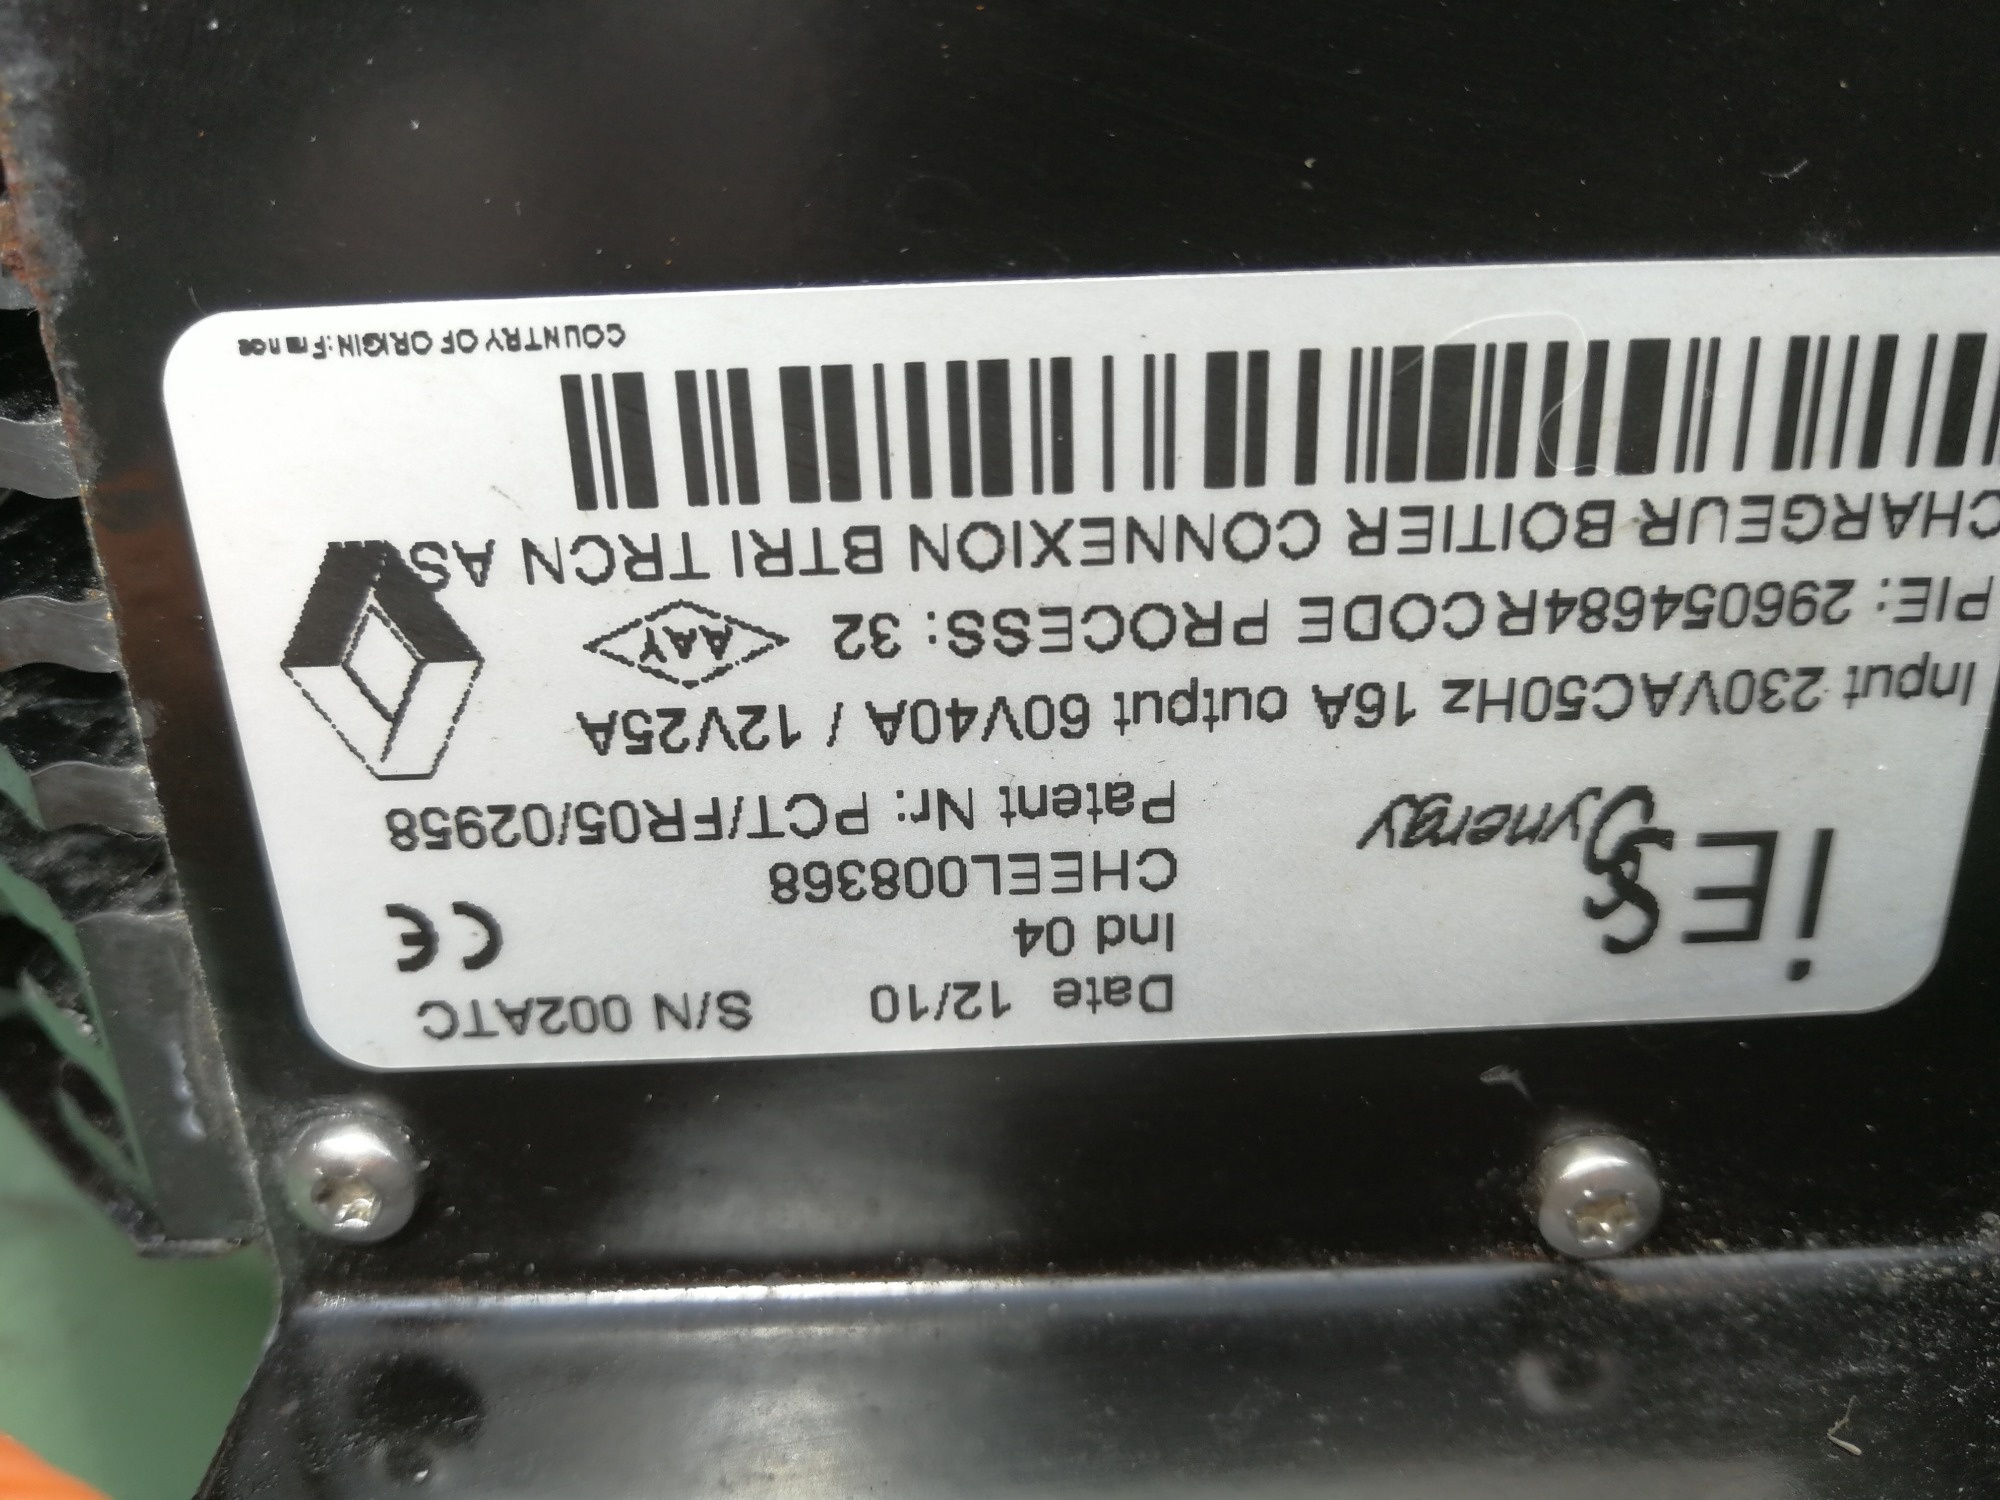 Date 12/10 S/N 002ATC
Ind 04
CHEEL008368
Patent Nr: PCT/FR05/02958
iES Synergy
CE
Input 230VAC50Hz 16A output 60V40A / 12V25A
PIE: 296054684R CODE PROCESS: 32 AAY
CHARGEUR BOITIER CONNEXION BTRI TRCN AS
COUNTRY OF ORIGIN:France